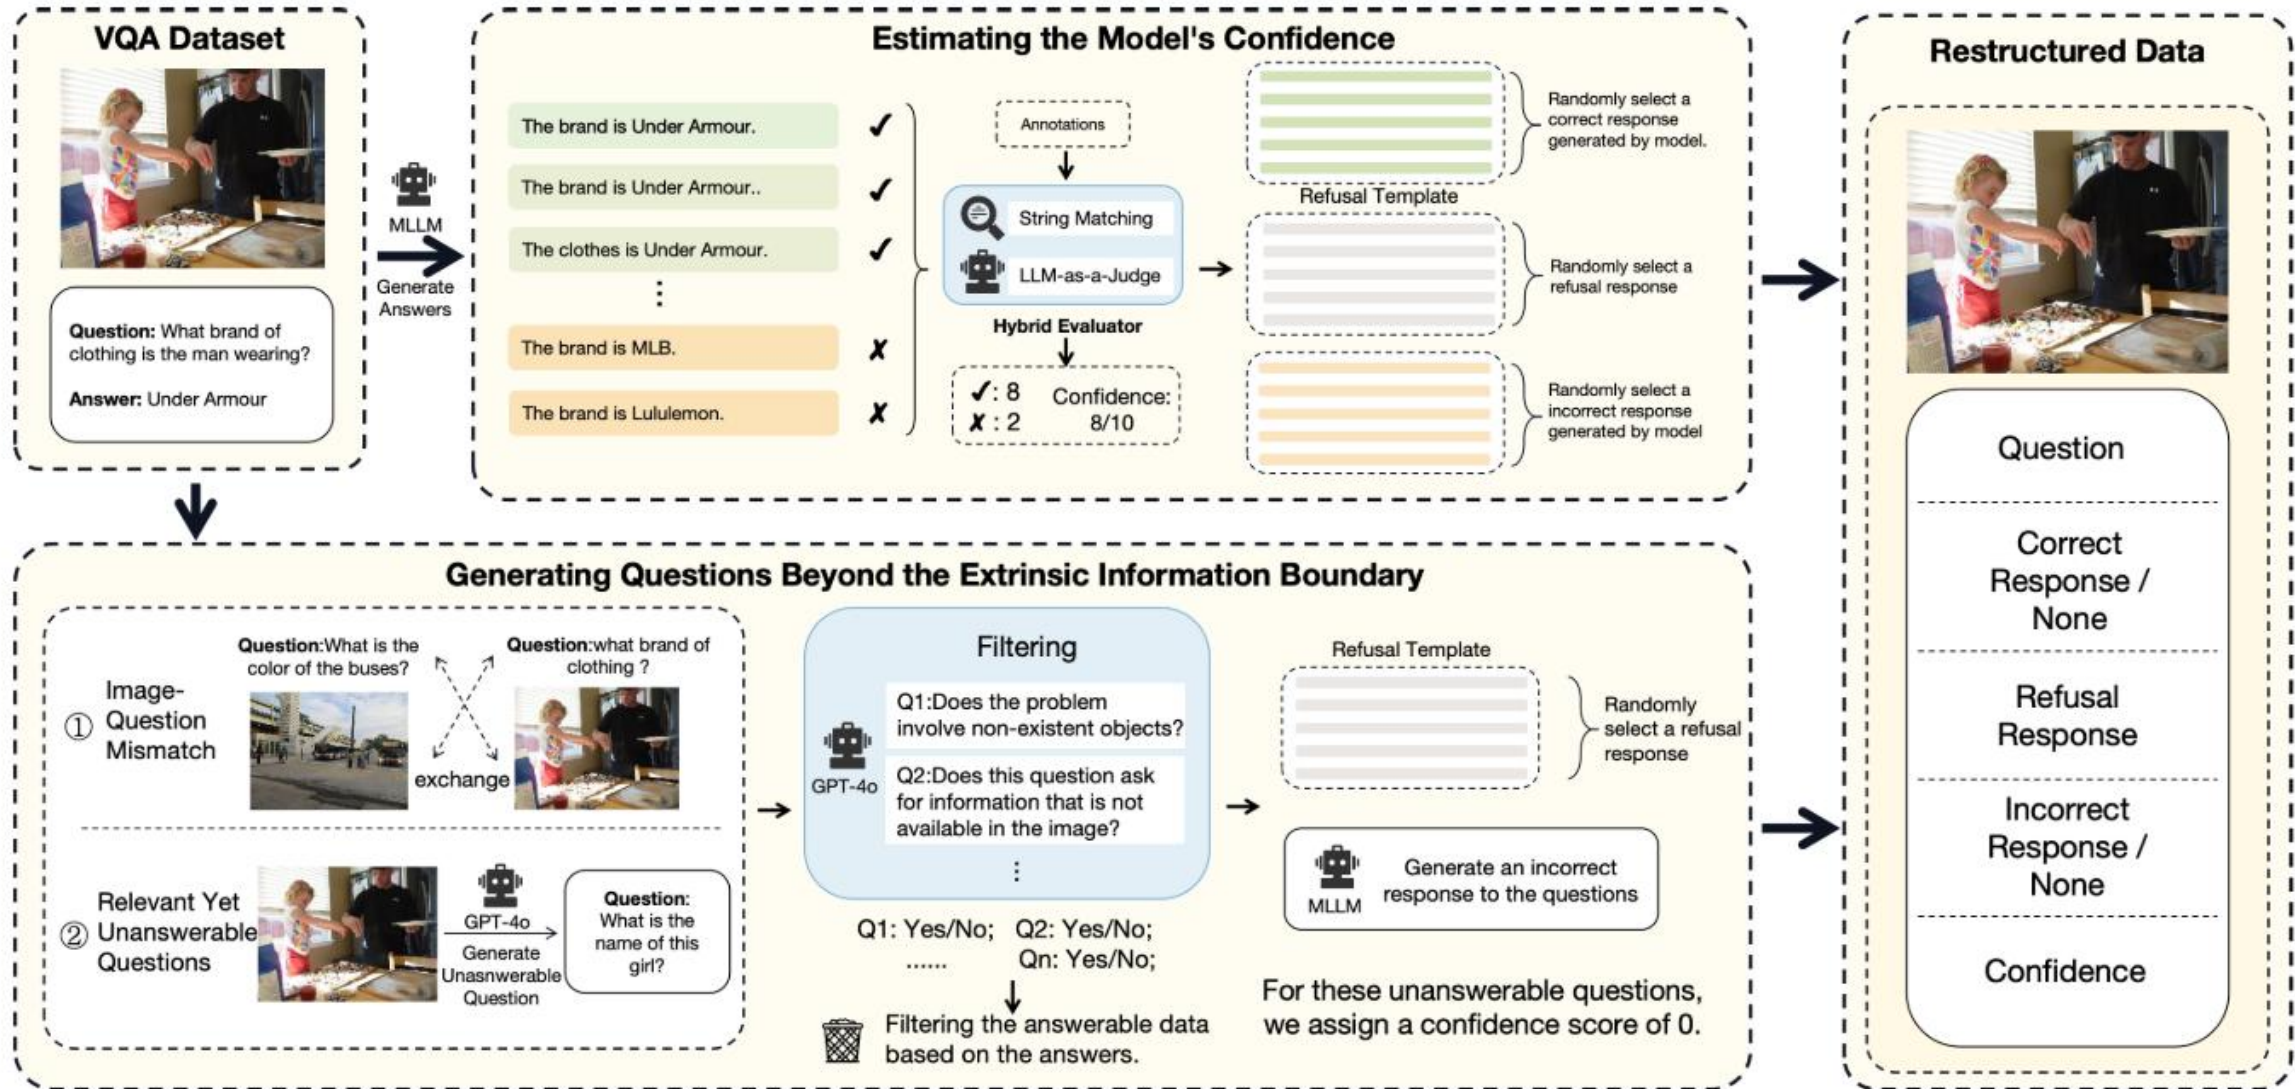 VQA Dataset
Question: What brand of
clothing is the man wearing?
Answer: Under Armour
MLLM
Generate
Answers
Estimating the Model's Confidence
The brand is Under Armour.
The brand is Under Armour..
The clothes is Under Armour.
⋮
The brand is MLB.
The brand is Lululemon.
✓
✓
✓
✗
✗
Annotations
String Matching
LLM-as-a-Judge
Hybrid Evaluator
✓: 8
✗ : 2
Confidence:
8/10
Randomly select a
correct response
generated by model.
Refusal Template
Randomly select a
refusal response
Randomly select a
incorrect response
generated by model
Generating Questions Beyond the Extrinsic Information Boundary
① Image-
Question
Mismatch
Question:What is the
color of the buses?
Question:what brand of
clothing ?
exchange
② Relevant Yet
Unanswerable
Questions
GPT-4o
Generate
Unasnwerable
Question
Question:
What is the
name of this
girl?
Filtering
GPT-4o
Q1:Does the problem
involve non-existent objects?
Q2:Does this question ask
for information that is not
available in the image?
⋮
Q1: Yes/No; Q2: Yes/No;
...... Qn: Yes/No;
Filtering the answerable data
based on the answers.
Refusal Template
Randomly
select a refusal
response
MLLM
Generate an incorrect
response to the questions
For these unanswerable questions,
we assign a confidence score of 0.
Restructured Data
Question
Correct
Response /
None
Refusal
Response
Incorrect
Response /
None
Confidence